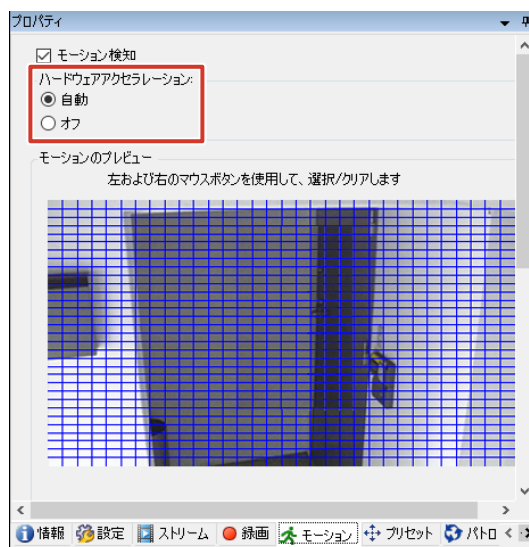 プロパティ
モーション検知
ハードウェアアクセラレーション:
自動
オフ
モーションのプレビュー
左および右のマウスボタンを使用して、選択/クリアします
情報 設定 ストリーム 録画 モーション プリセット パトロ